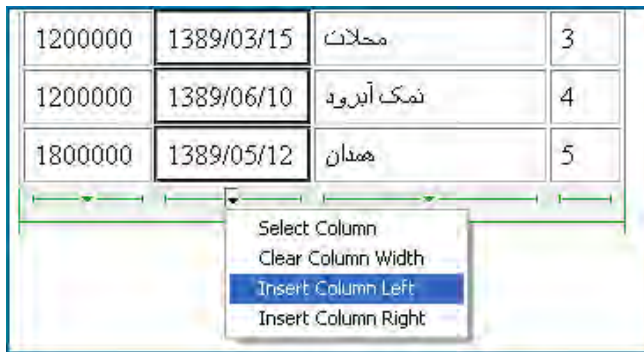 3 محلات 1389/03/15 1200000
4 نمک آبرود 1389/06/10 1200000
5 همدان 1389/05/12 1800000
Select Column
Clear Column Width
Insert Column Left
Insert Column Right